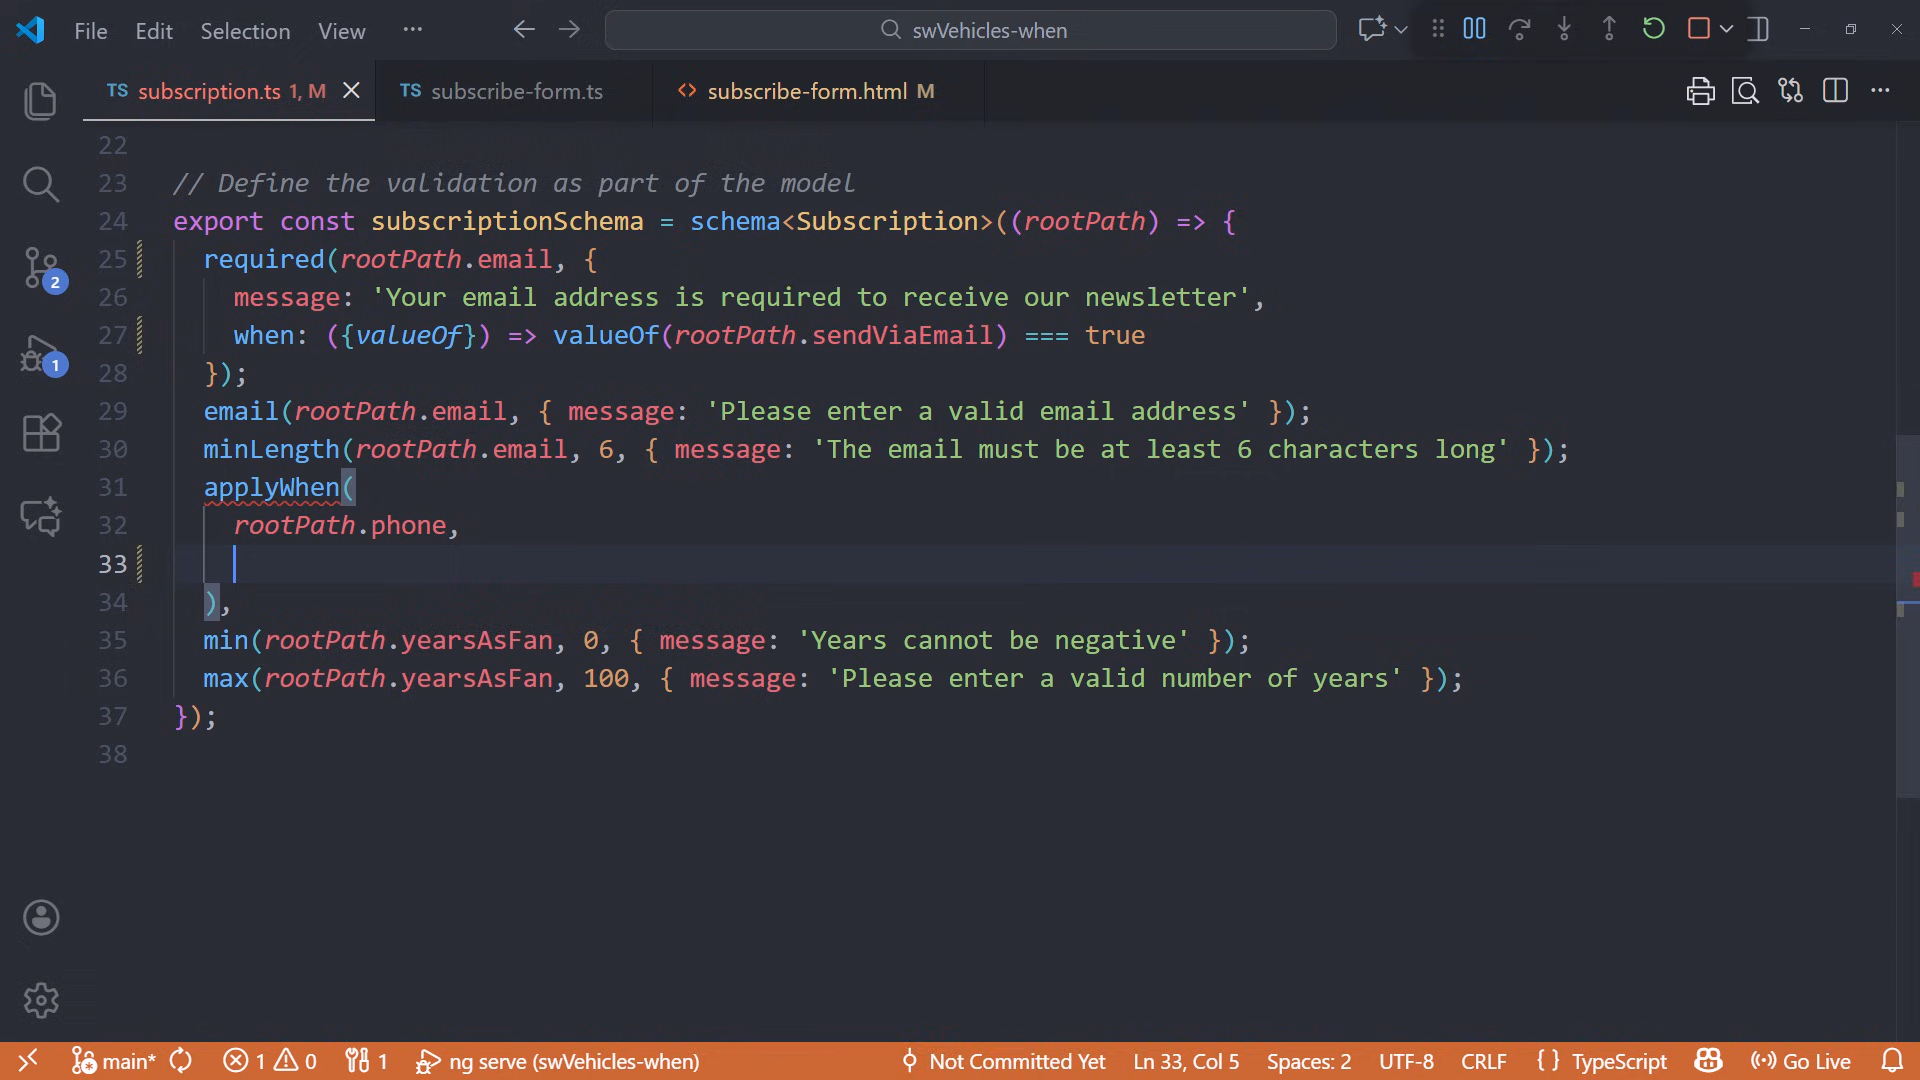 File Edit Selection View ···
swVehicles-when
TS subscription.ts 1, M
TS subscribe-form.ts
<> subscribe-form.html M
22
23 // Define the validation as part of the model
24 export const subscriptionSchema = schema<Subscription>((rootPath) => {
25 required(rootPath.email, {
26 message: 'Your email address is required to receive our newsletter',
27 when: ({valueOf}) => valueOf(rootPath.sendViaEmail) === true
28 });
29 email(rootPath.email, { message: 'Please enter a valid email address' });
30 minLength(rootPath.email, 6, { message: 'The email must be at least 6 characters long' });
31 applyWhen(
32 rootPath.phone,
33
34 ),
35 min(rootPath.yearsAsFan, 0, { message: 'Years cannot be negative' });
36 max(rootPath.yearsAsFan, 100, { message: 'Please enter a valid number of years' });
37 });
38
2
1
main* 1 0 1 ng serve (swVehicles-when) Not Committed Yet Ln 33, Col 5 Spaces: 2 UTF-8 CRLF {} TypeScript Go Live